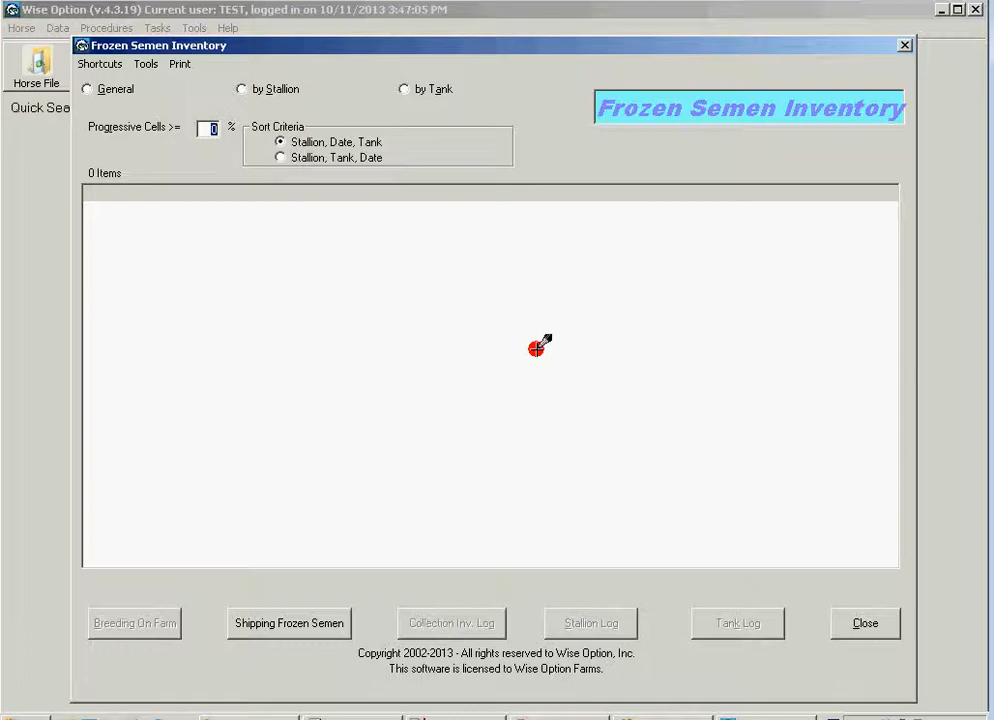 Wise Option (v.4.3.19) Current user: TEST, logged in on 10/11/2013 3:47:05 PM
Horse Data Procedures Tasks Tools Help
Horse File
Quick Sea
Frozen Semen Inventory
Shortcuts Tools Print
General by Stallion by Tank
Frozen Semen Inventory
Progressive Cells >= 0 %
Sort Criteria
Stallion, Date, Tank
Stallion, Tank, Date
0 Items
Breeding On Farm Shipping Frozen Semen Collection Inv. Log Stallion Log Tank Log Close
Copyright 2002-2013 - All rights reserved to Wise Option, Inc.
This software is licensed to Wise Option Farms.